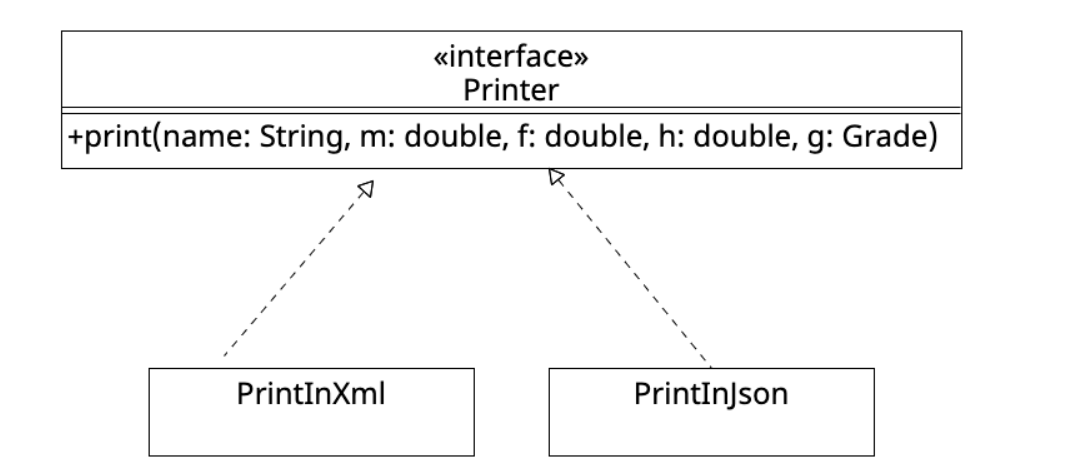 «interface»
Printer
+print(name: String, m: double, f: double, h: double, g: Grade)
PrintInXml
PrintInJson